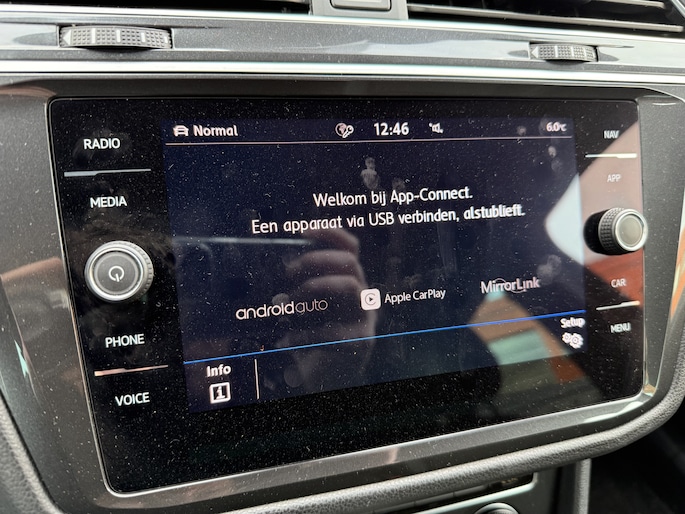 RADIO
MEDIA
PHONE
VOICE
Normal
12:46
6.0°C
Welkom bij App-Connect.
Een apparaat via USB verbinden, alstublieft.
androidauto
Apple CarPlay
MirrorLink
Info
Setup
NAV
APP
CAR
MENU